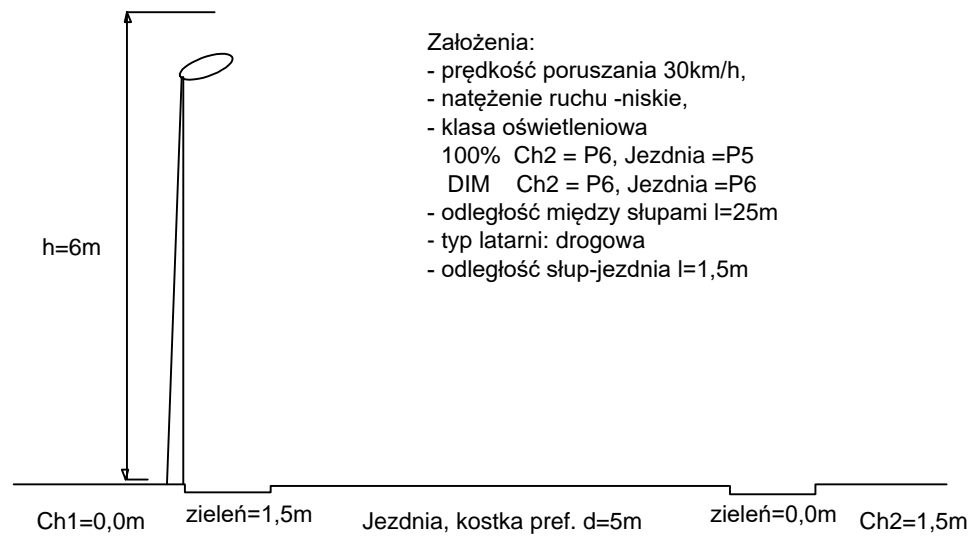 Założenia:
- prędkość poruszania 30km/h,
- natężenie ruchu -niskie,
- klasa oświetleniowa
100% Ch2 = P6, Jezdnia =P5
DIM Ch2 = P6, Jezdnia =P6
- odległość między słupami l=25m
- typ latarni: drogowa
- odległość słup-jezdnia l=1,5m
h=6m
Ch1=0,0m zieleń=1,5m Jezdnia, kostka pref. d=5m zieleń=0,0m Ch2=1,5m